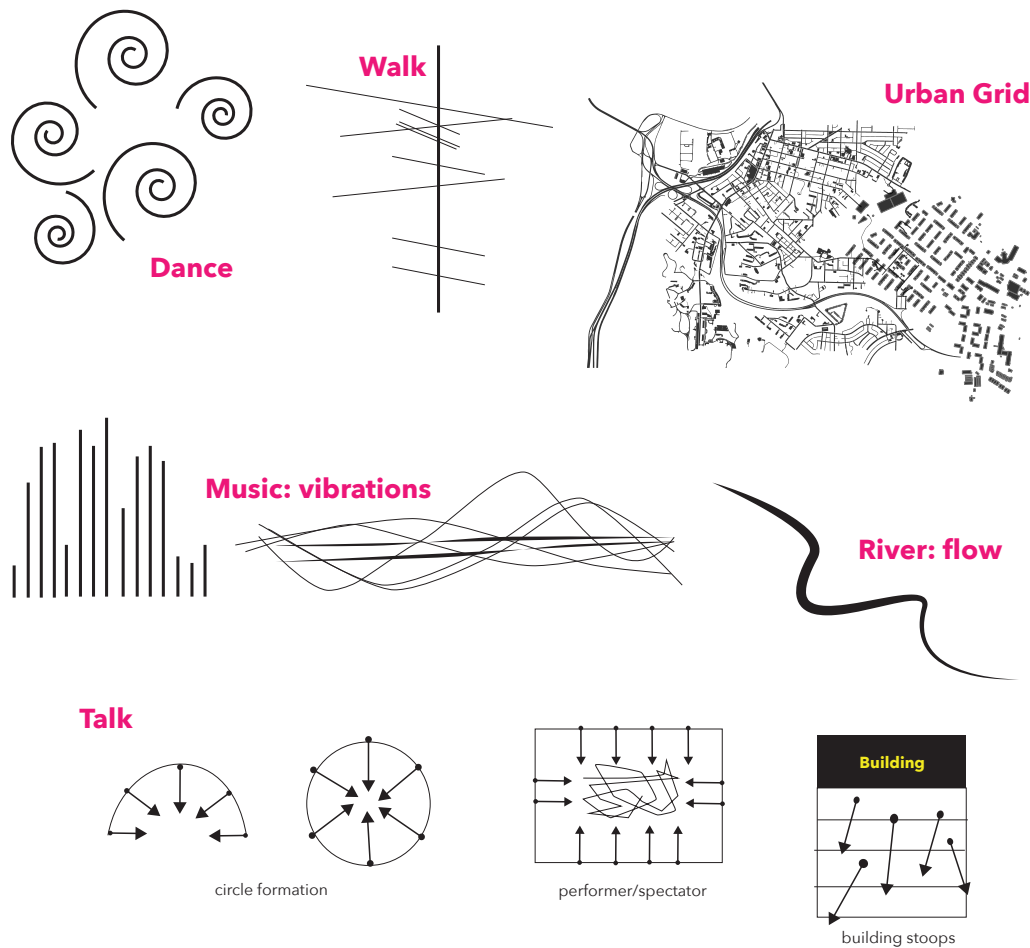 Walk
Urban Grid
Dance
Music: vibrations
River: flow
Talk
Building
circle formation
performer/spectator
building stoops